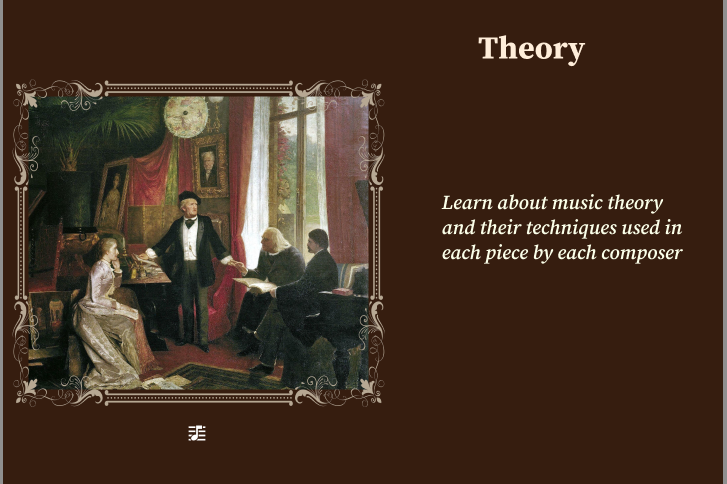 Theory
Learn about music theory
and their techniques used in
each piece by each composer